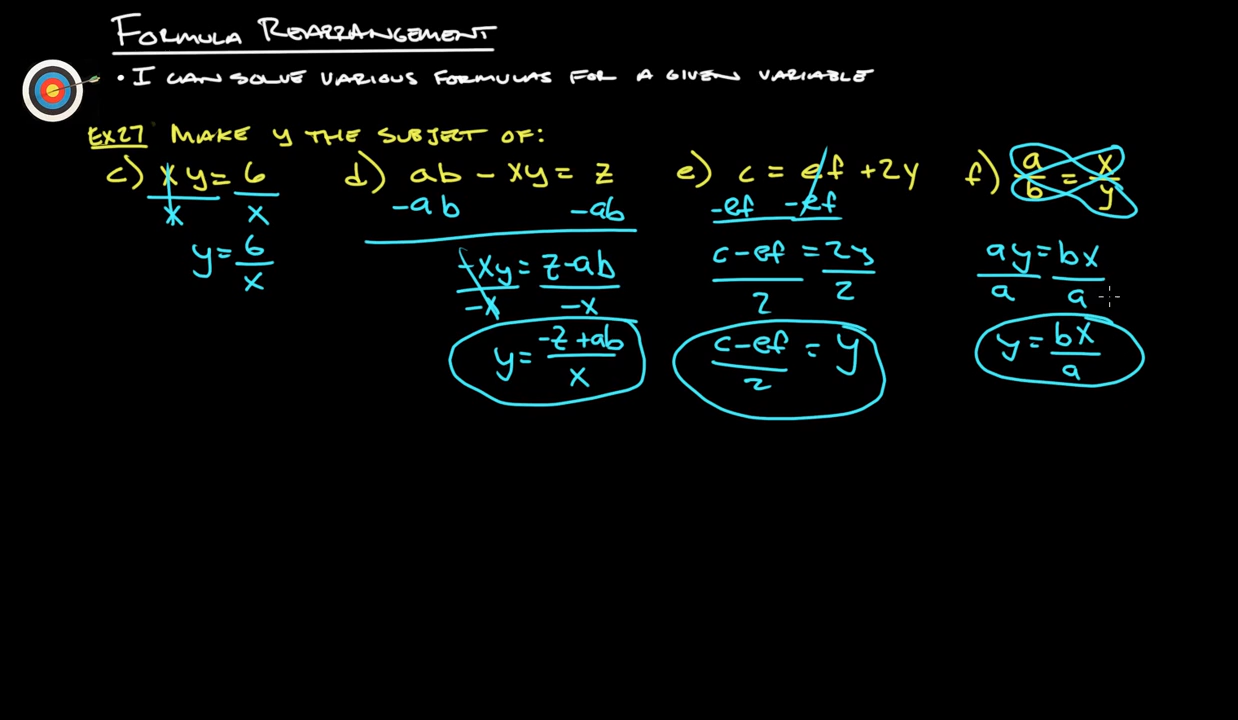 FORMULA REARRANGEMENT
• I CAN SOLVE VARIOUS FORMULAS FOR A GIVEN VARIABLE
EX27 MAKE y THE SUBJECT OF:
c) xy = 6
x x
y = 6/x
d) ab - xy = z
-ab -ab
-xy = z-ab
-x -x
y = -z+ab/x
e) c = ef + 2y
-ef -ef
c-ef = 2y
2 2
c-ef/2 = y
f) a/b = x/y
ay = bx
a a
y = bx/a